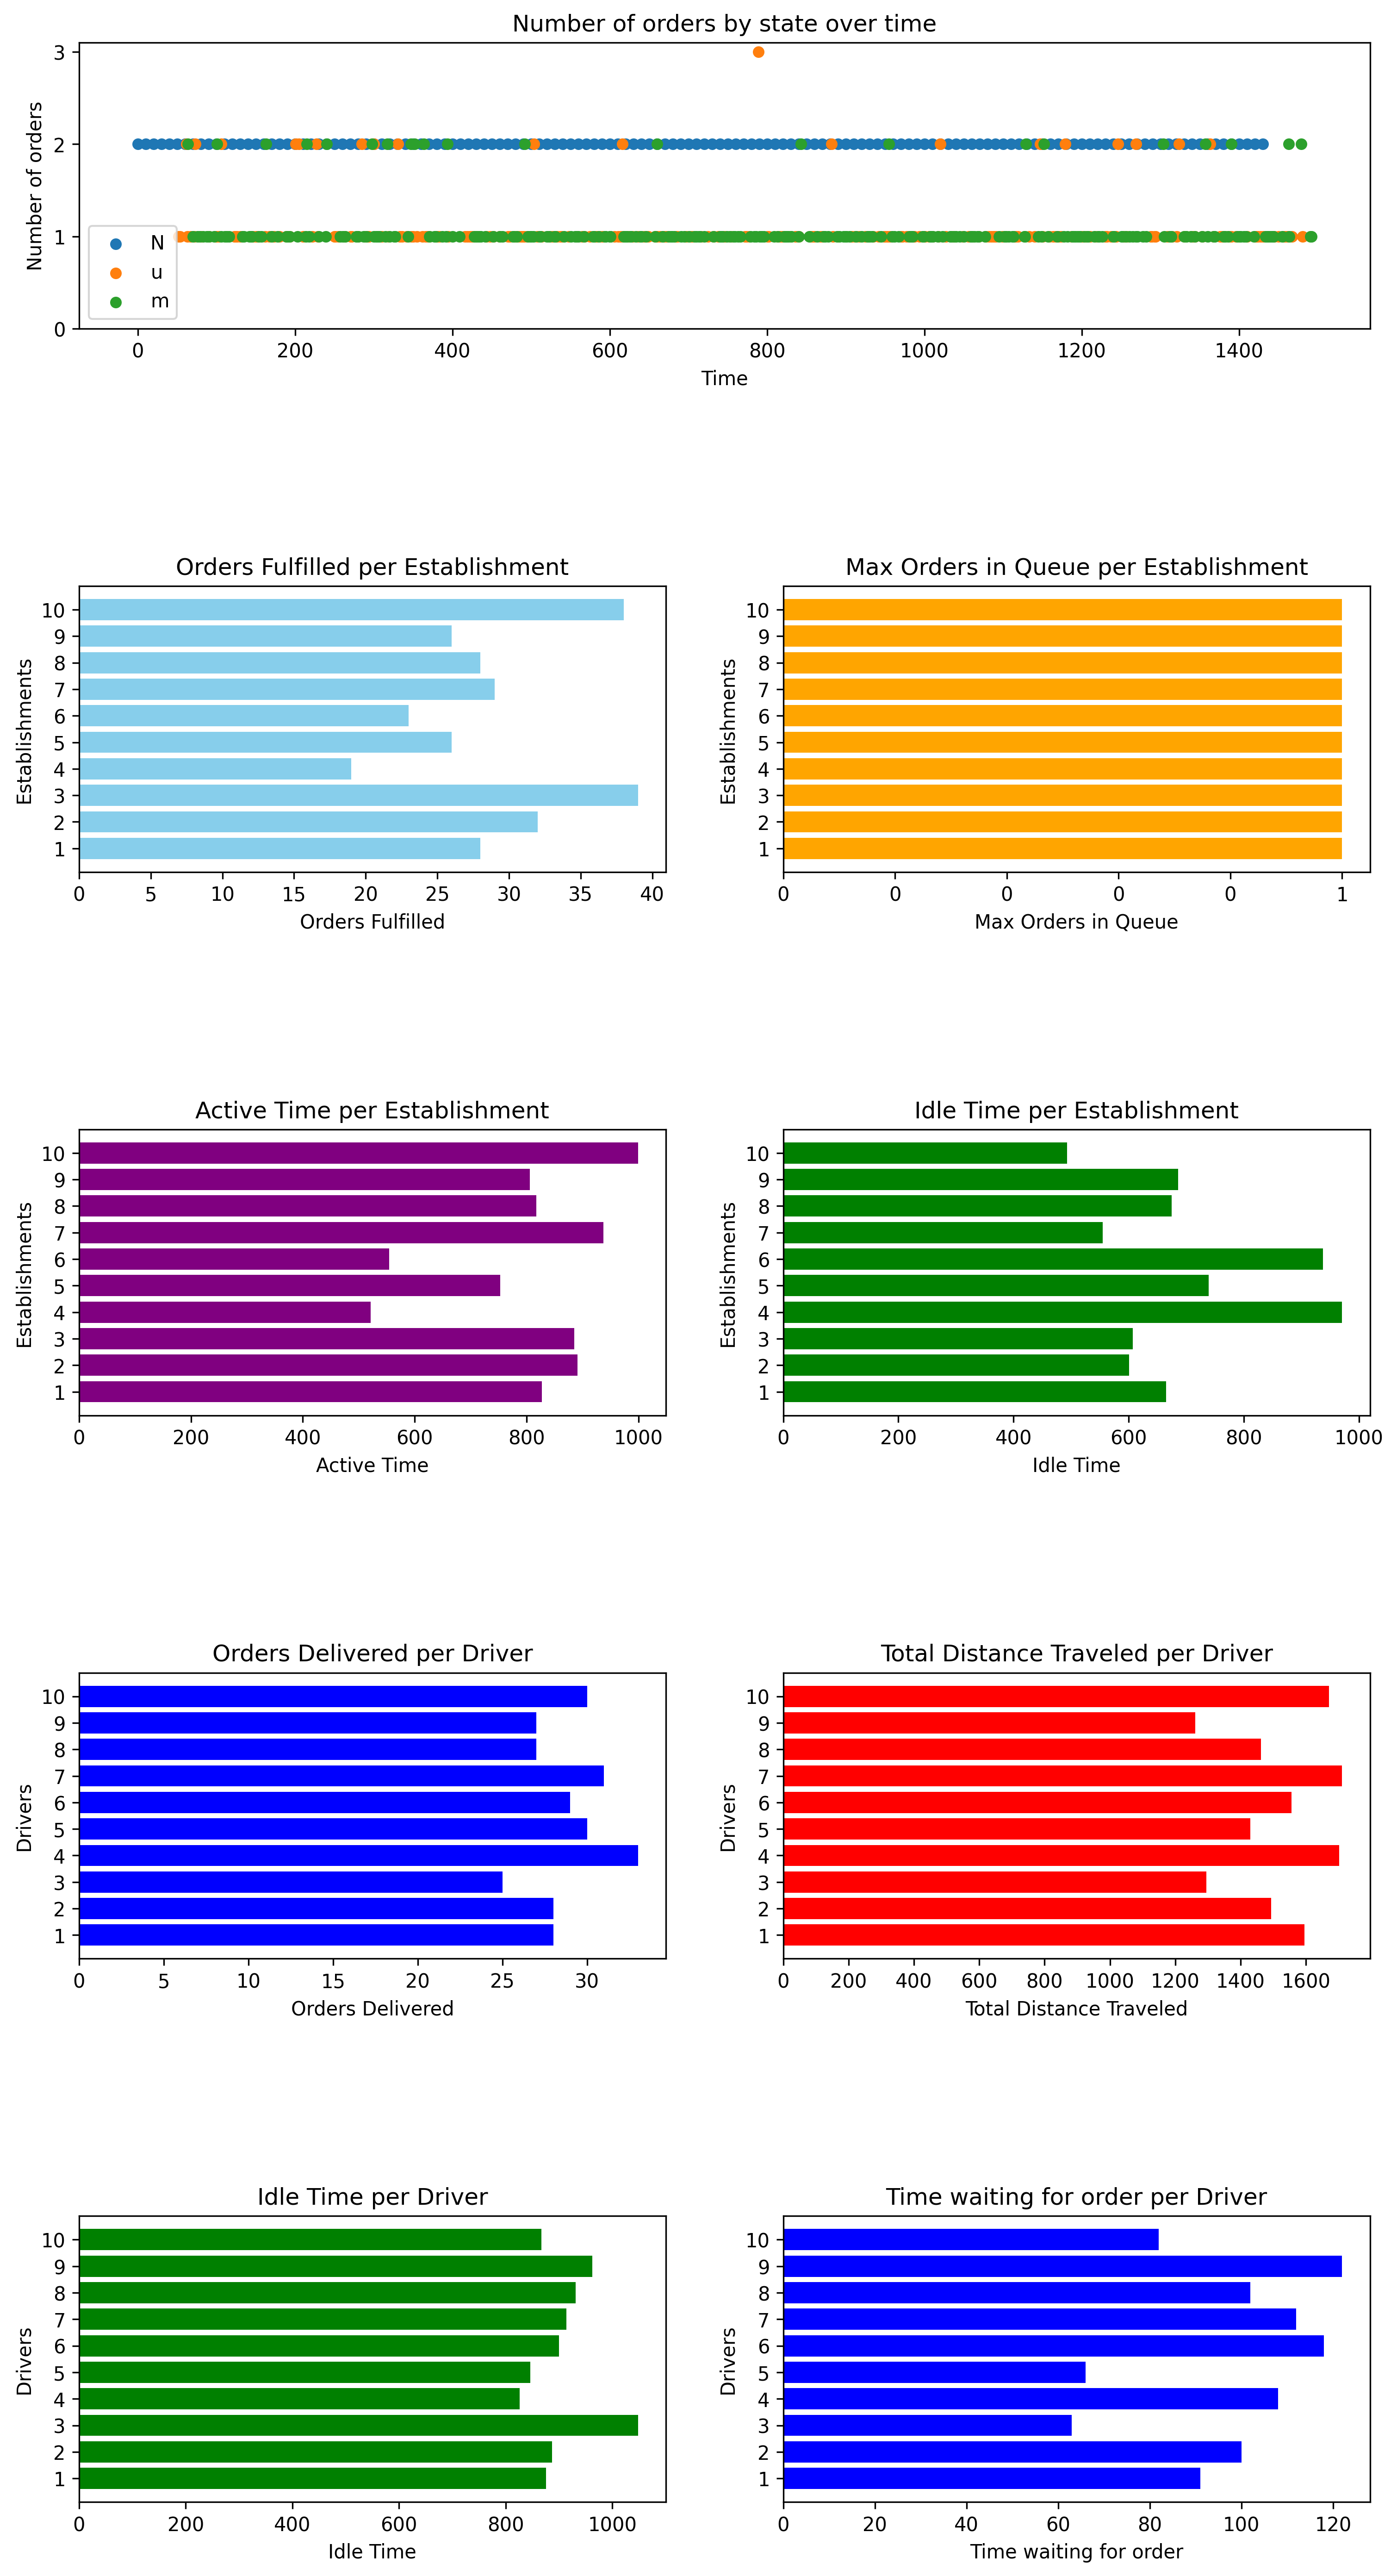 Number of orders by state over time
Number of orders
3
2
1
0
N
u
m
0 200 400 600 800 1000 1200 1400
Time
Orders Fulfilled per Establishment
Establishments
10
9
8
7
6
5
4
3
2
1
0 5 10 15 20 25 30 35 40
Orders Fulfilled
Max Orders in Queue per Establishment
Establishments
10
9
8
7
6
5
4
3
2
1
0 0 0 0 0 1
Max Orders in Queue
Active Time per Establishment
Establishments
10
9
8
7
6
5
4
3
2
1
0 200 400 600 800 1000
Active Time
Idle Time per Establishment
Establishments
10
9
8
7
6
5
4
3
2
1
0 200 400 600 800 1000
Idle Time
Orders Delivered per Driver
Drivers
10
9
8
7
6
5
4
3
2
1
0 5 10 15 20 25 30
Orders Delivered
Total Distance Traveled per Driver
Drivers
10
9
8
7
6
5
4
3
2
1
0 200 400 600 800 1000 1200 1400 1600
Total Distance Traveled
Idle Time per Driver
Drivers
10
9
8
7
6
5
4
3
2
1
0 200 400 600 800 1000
Idle Time
Time waiting for order per Driver
Drivers
10
9
8
7
6
5
4
3
2
1
0 20 40 60 80 100 120
Time waiting for order